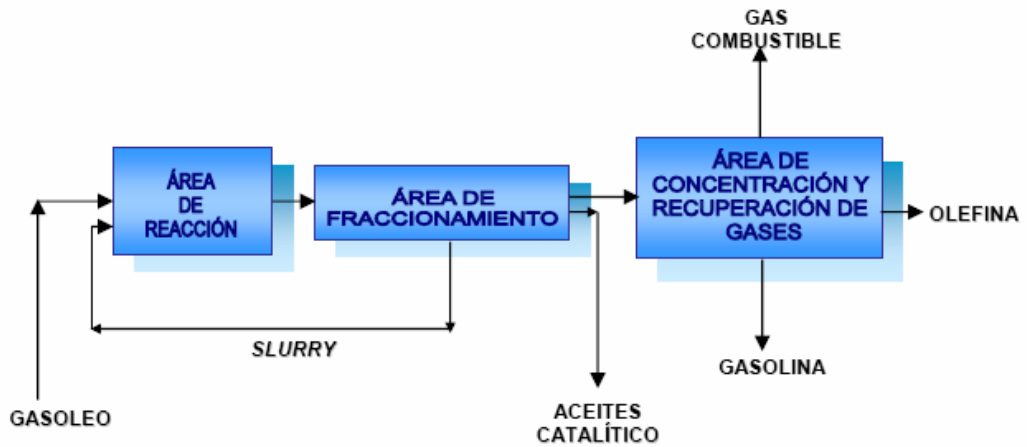 GAS
COMBUSTIBLE
ÁREA
DE
REACCIÓN
ÁREA DE
FRACCIONAMIENTO
ÁREA DE
CONCENTRACIÓN Y
RECUPERACIÓN DE
GASES
OLEFINA
SLURRY
GASOLINA
GASOLEO
ACEITES
CATALÍTICO